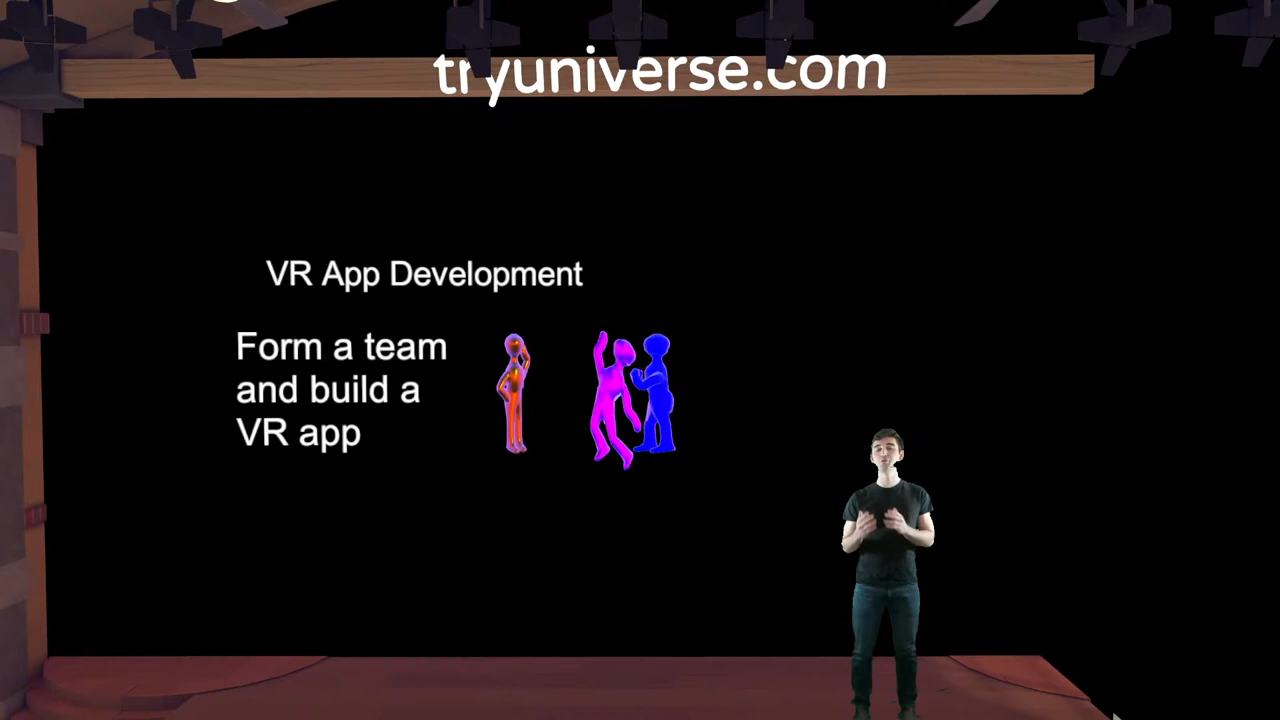 tryuniverse.com
VR App Development
Form a team
and build a
VR app